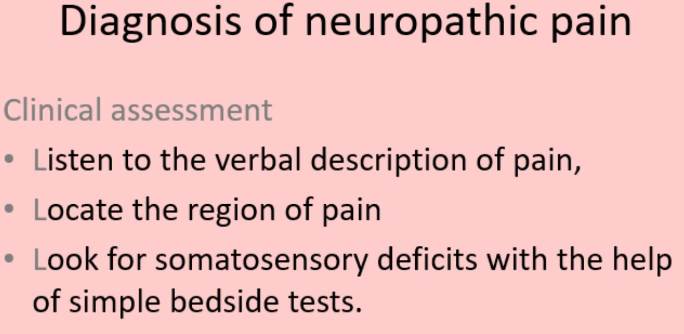 Diagnosis of neuropathic pain
Clinical assessment
• Listen to the verbal description of pain,
• Locate the region of pain
• Look for somatosensory deficits with the help
of simple bedside tests.